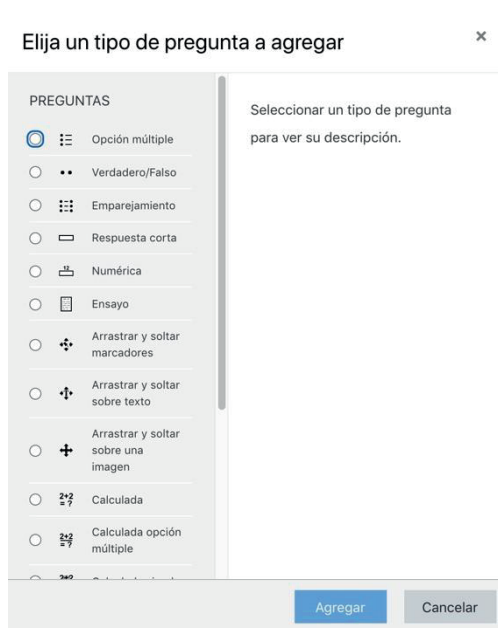 Elija un tipo de pregunta a agregar
×
PREGUNTAS
Opción múltiple
Verdadero/Falso
Emparejamiento
Respuesta corta
12
Numérica
Ensayo
Arrastrar y soltar
marcadores
Arrastrar y soltar
sobre texto
Arrastrar y soltar
sobre una
imagen
2+2
= ?
Calculada
2+2
= ?
Calculada opción
múltiple
Seleccionar un tipo de pregunta
para ver su descripción.
Agregar
Cancelar